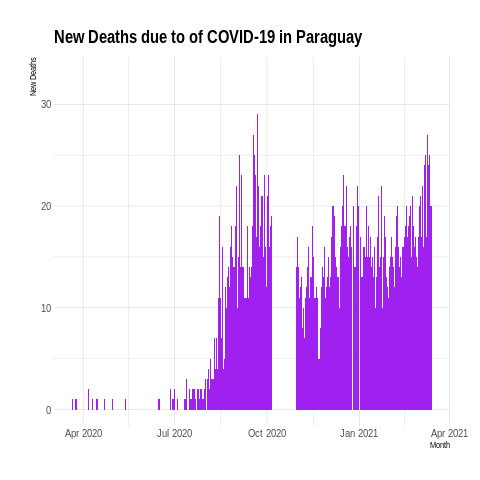 New Deaths due to of COVID-19 in Paraguay
New Deaths
30
20
10
0
Apr 2020
Jul 2020
Oct 2020
Jan 2021
Apr 2021
Month